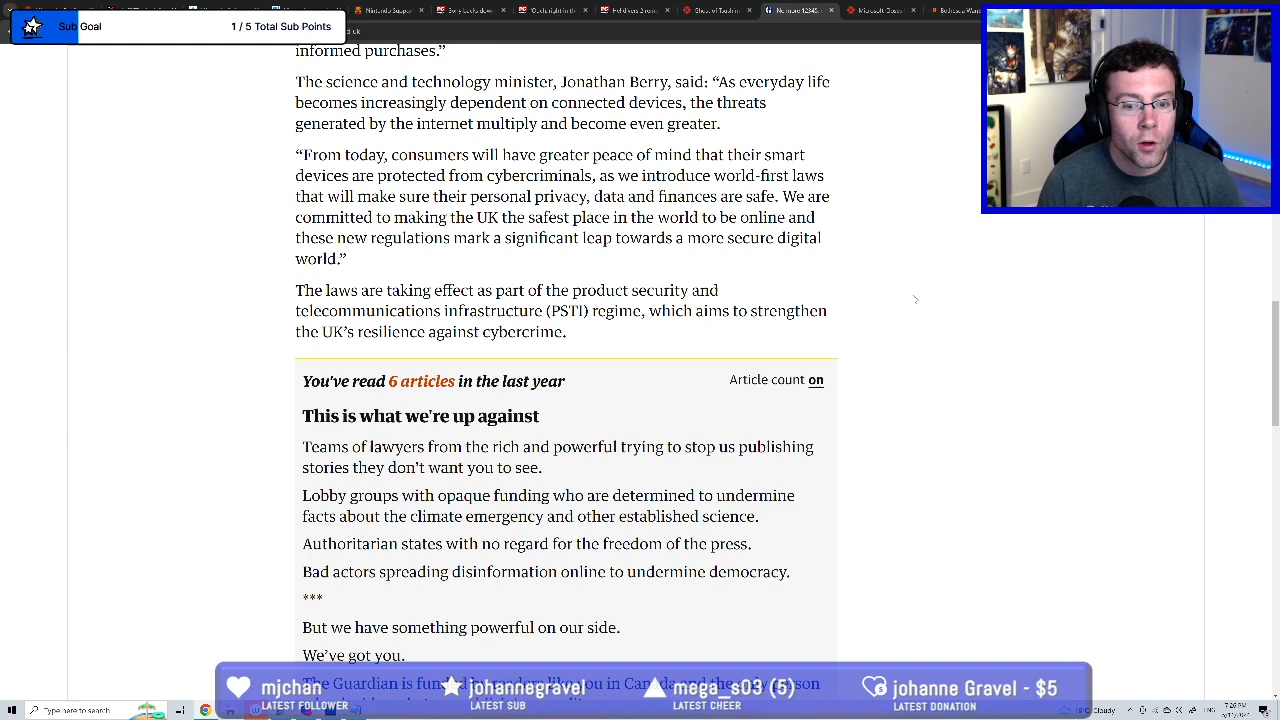 Sub Goal 1 / 5 Total Sub Points
informed purchases.”
The science and technology minister, Jonathan Berry, said: “As everyday life
becomes increasingly dependent on connected devices, the threats
generated by the internet multiply and become even greater.
“From today, consumers will have greater peace of mind that their smart
devices are protected from cybercriminals, as we introduce world-first laws
that will make sure their personal privacy, data and finances are safe. We are
committed to making the UK the safest place in the world to be online and
these new regulations mark a significant leap towards a more secure digital
world.”
The laws are taking effect as part of the product security and
telecommunications infrastructure (PSTI) regime, which aims to strengthen
the UK’s resilience against cybercrime.
You've read 6 articles in the last year
Article count on
This is what we're up against
Teams of lawyers from the rich and powerful trying to stop us publishing
stories they don’t want you to see.
Lobby groups with opaque funding who are determined to undermine
facts about the climate emergency and other established science.
Authoritarian states with no regard for the freedom of the press.
Bad actors spreading disinformation online to undermine democracy.
***
But we have something powerful on our side.
We’ve got you.
The Guardian is funded by
mjchan
LATEST FOLLOWER
johannegravel
johanne Gravel - $5
LATEST DONATION
Type here to search
Cloudy